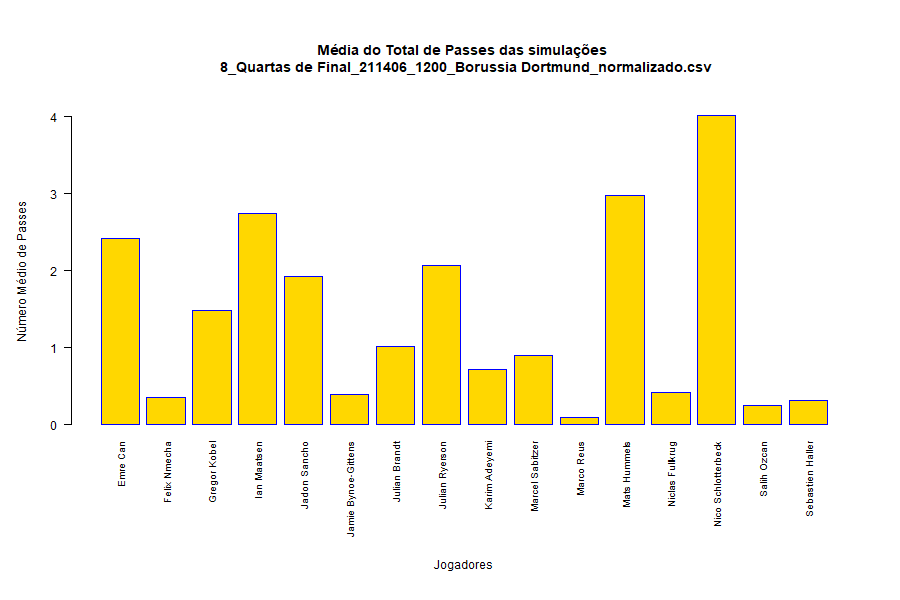 Média do Total de Passes das simulações
8_Quartas de Final_211406_1200_Borussia Dortmund_normalizado.csv
Número Médio de Passes
4
3
2
1
0
Emre Can
Felix Nmecha
Gregor Kobel
Ian Maatsen
Jadon Sancho
Jamie Bynoe-Gittens
Julian Brandt
Julian Ryerson
Karim Adeyemi
Marcel Sabitzer
Marco Reus
Mats Hummels
Niclas Fullkrug
Nico Schlotterbeck
Salih Ozcan
Sebastien Haller
Jogadores